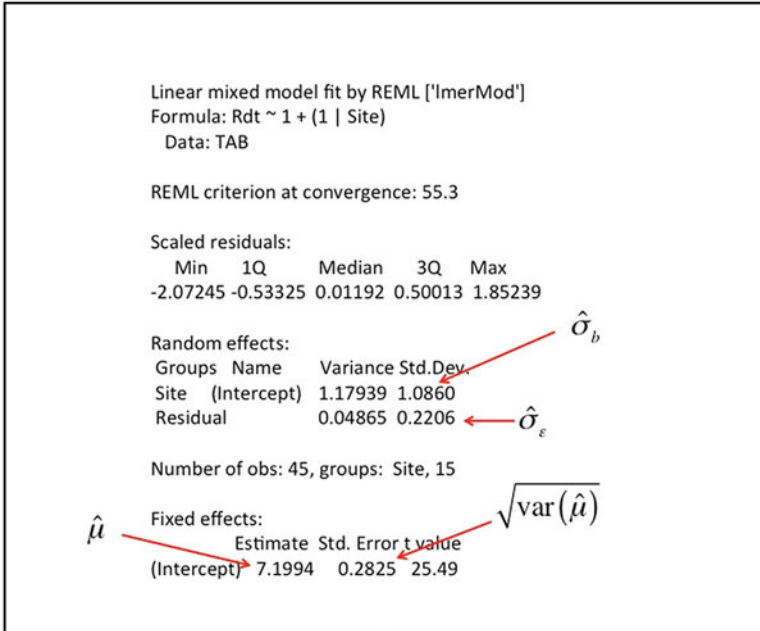 Linear mixed model fit by REML ['lmerMod']
Formula: Rdt ~ 1 + (1 | Site)
Data: TAB
REML criterion at convergence: 55.3
Scaled residuals:
Min 1Q Median 3Q Max
-2.07245 -0.53325 0.01192 0.50013 1.85239
σ̂_b
Random effects:
Groups Name Variance Std.Dev.
Site (Intercept) 1.17939 1.0860
Residual 0.04865 0.2206
σ̂_ε
Number of obs: 45, groups: Site, 15
√var(μ̂)
Fixed effects:
μ̂
Estimate Std. Error t value
(Intercept) 7.1994 0.2825 25.49